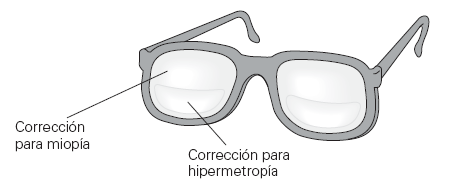 Corrección
para miopía
Corrección para
hipermetropía